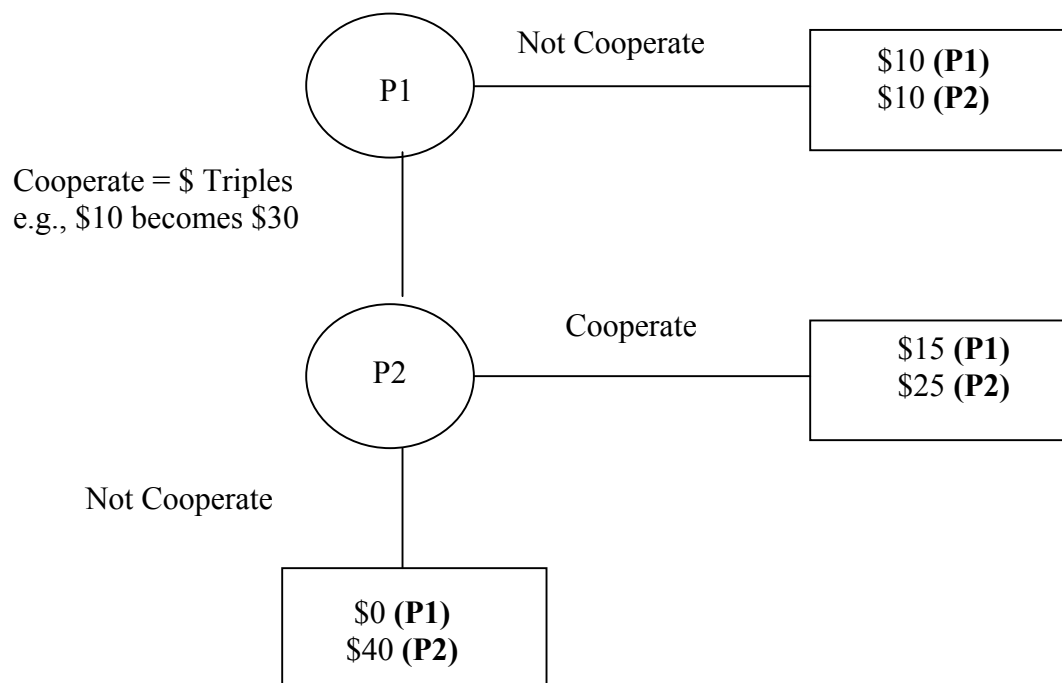 Not Cooperate
P1
$10 (P1)
$10 (P2)
Cooperate = $ Triples
e.g., $10 becomes $30
Cooperate
P2
$15 (P1)
$25 (P2)
Not Cooperate
$0 (P1)
$40 (P2)